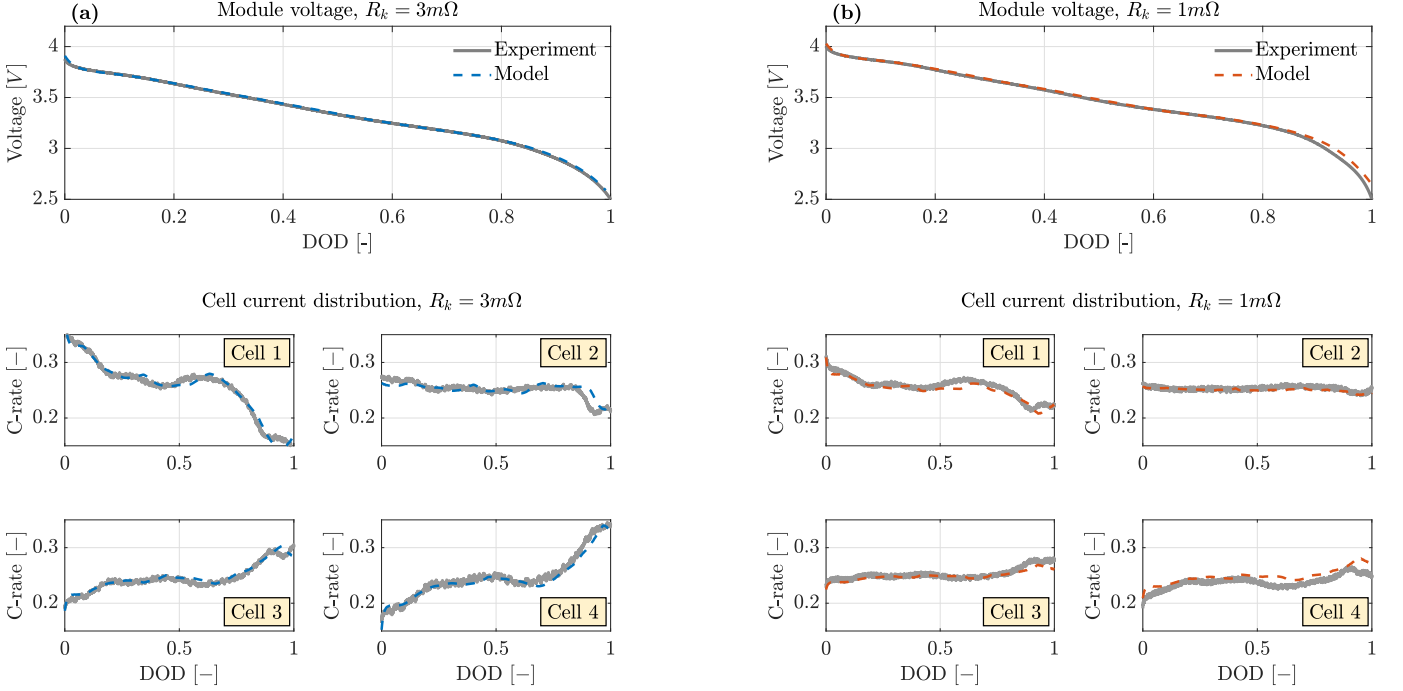 (a) Module voltage, R_k = 3mΩ
Voltage [V]
4
3.5
3
2.5
Experiment
Model
0 0.2 0.4 0.6 0.8 1
DOD [-]
Cell current distribution, R_k = 3mΩ
C-rate [−]
0.3
0.2
Cell 1
0 0.5 1
C-rate [−]
0.3
0.2
Cell 2
0 0.5 1
C-rate [−]
0.3
0.2
Cell 3
0 0.5 1
DOD [−]
C-rate [−]
0.3
0.2
Cell 4
0 0.5 1
DOD [−]
(b) Module voltage, R_k = 1mΩ
Voltage [V]
4
3.5
3
2.5
Experiment
Model
0 0.2 0.4 0.6 0.8 1
DOD [-]
Cell current distribution, R_k = 1mΩ
C-rate [−]
0.3
0.2
Cell 1
0 0.5 1
C-rate [−]
0.3
0.2
Cell 2
0 0.5 1
C-rate [−]
0.3
0.2
Cell 3
0 0.5 1
DOD [−]
C-rate [−]
0.3
0.2
Cell 4
0 0.5 1
DOD [−]